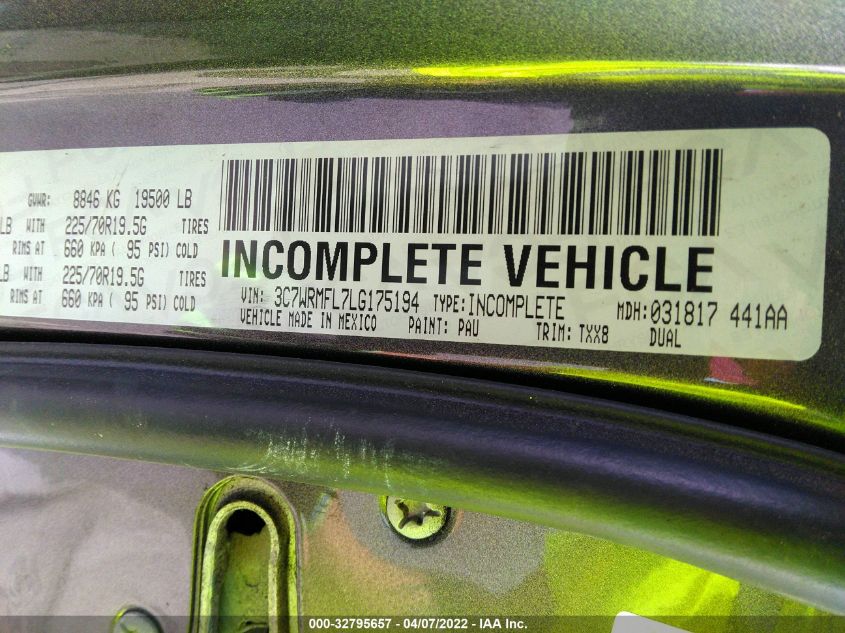 GVWR: 8846 KG 19500 LB
LB WITH 225/70R19.5G TIRES
RIMS AT 660 KPA ( 95 PSI) COLD
LB WITH 225/70R19.5G TIRES
RIMS AT 660 KPA ( 95 PSI) COLD
INCOMPLETE VEHICLE
VIN: 3C7WRMFL7LG175194 TYPE: INCOMPLETE MDH: 031817 441AA
VEHICLE MADE IN MEXICO PAINT: PAU TRIM: TXX8 DUAL
000-32795657 - 04/07/2022 - IAA Inc.